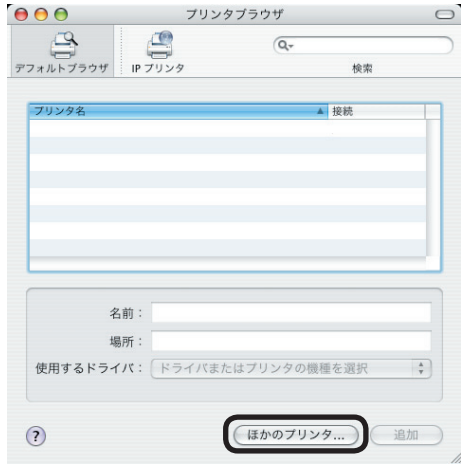 プリンタブラウザ
デフォルトブラウザ IP プリンタ 検索
プリンタ名 接続
名前：
場所：
使用するドライバ： ドライバまたはプリンタの機種を選択
? ほかのプリンタ... 追加